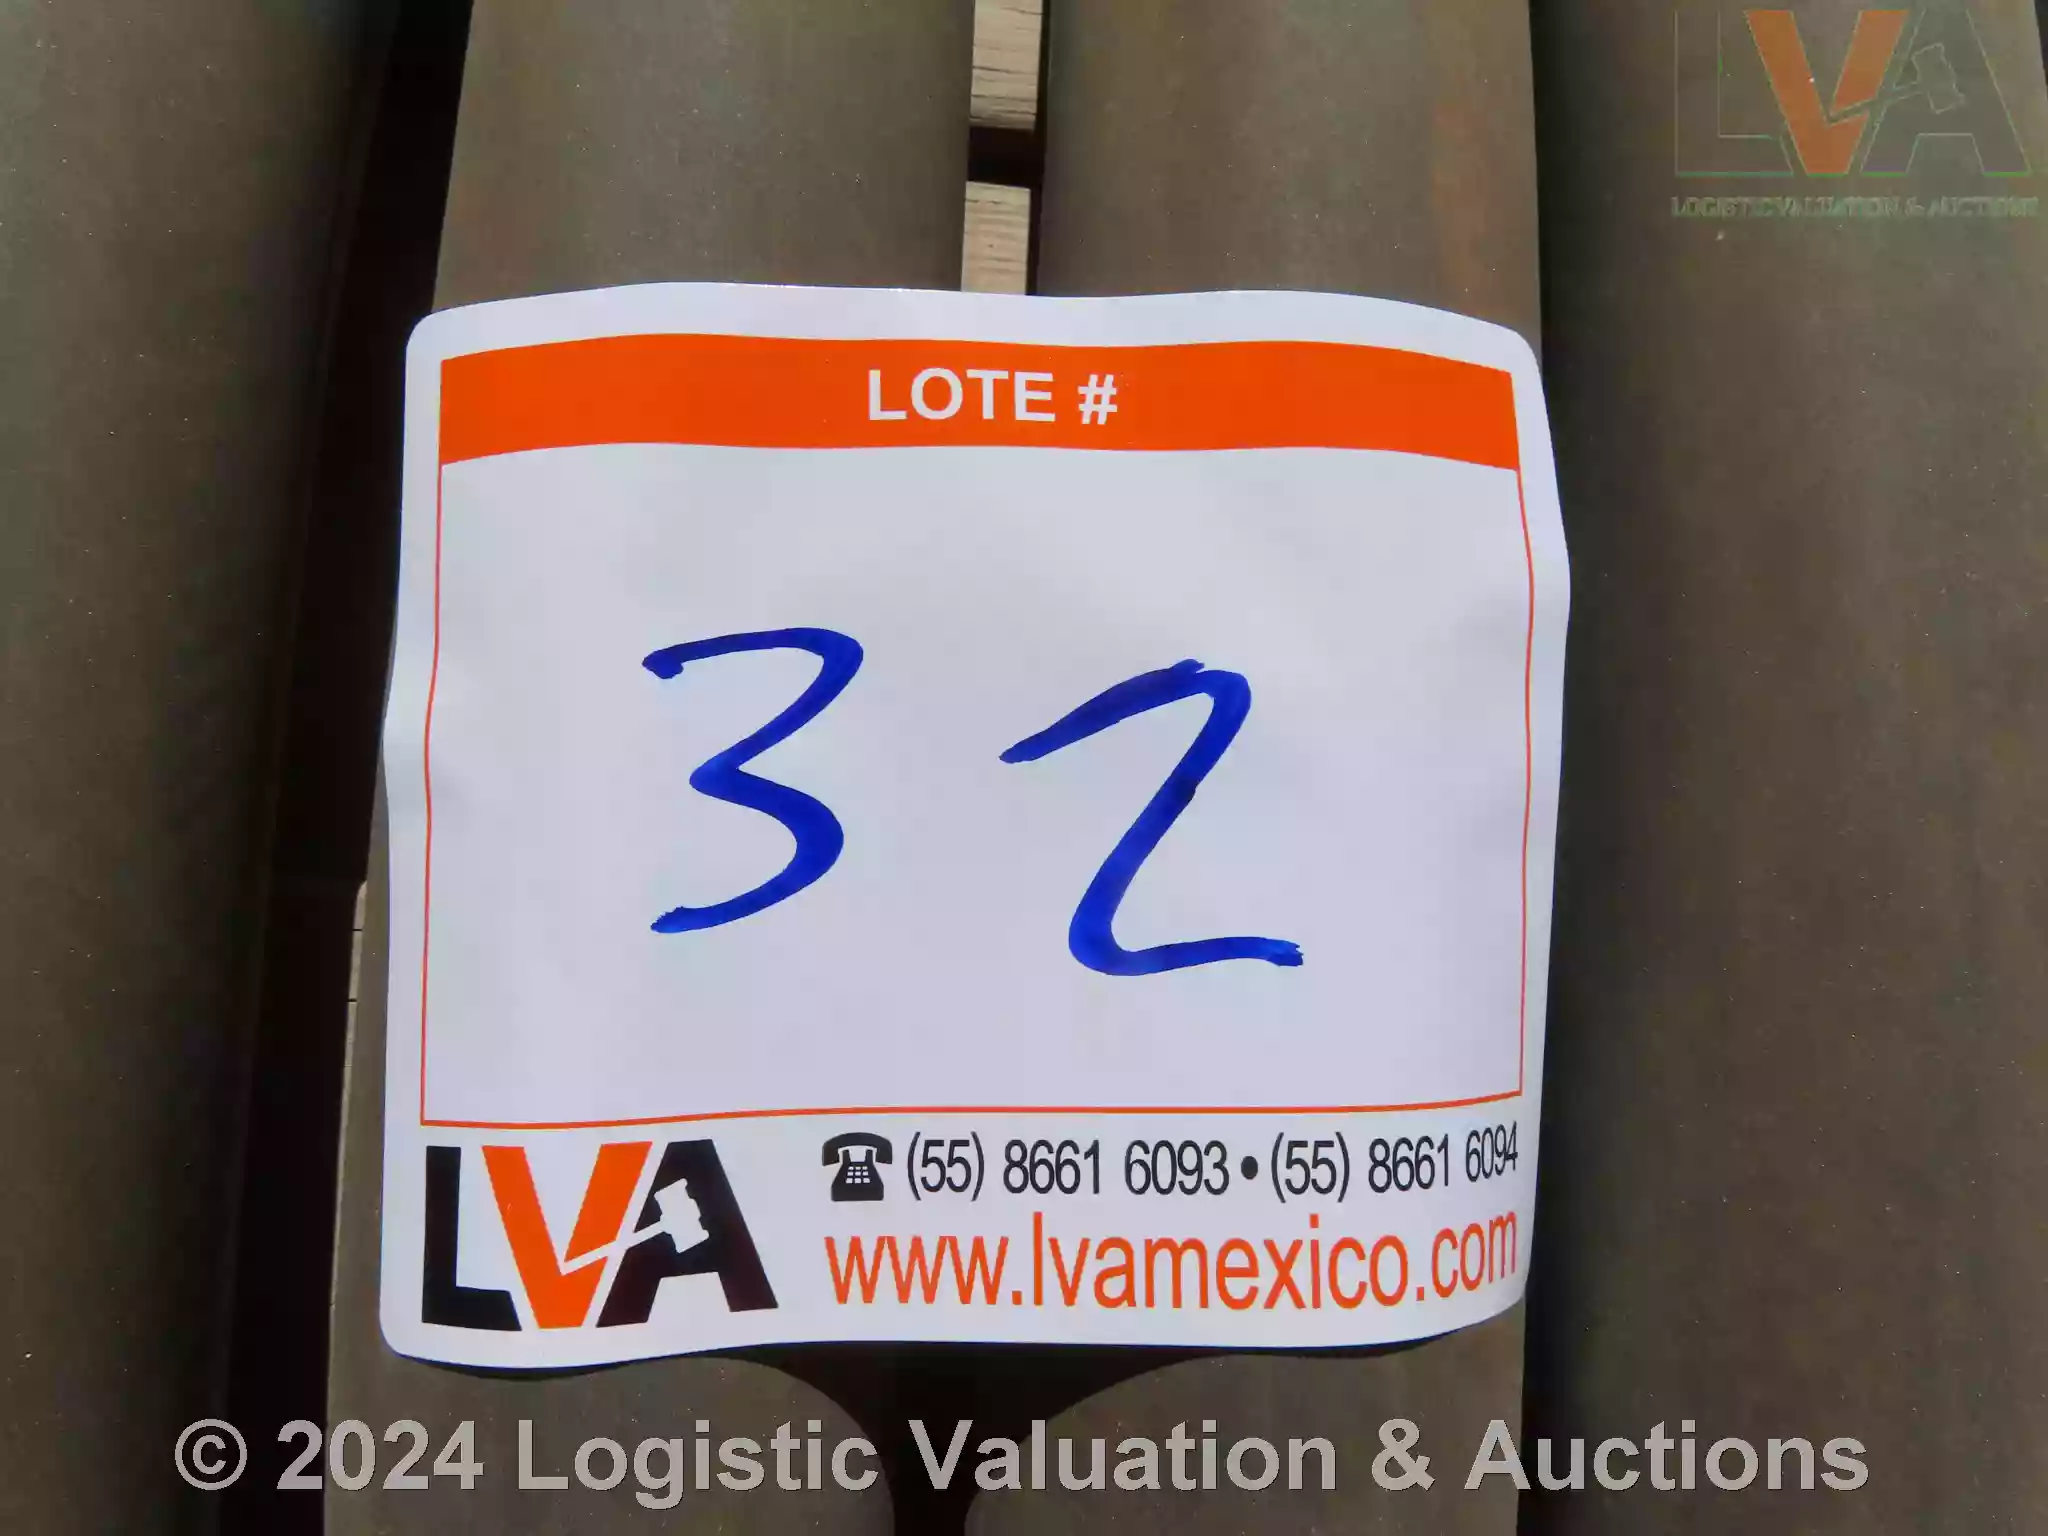 LVA
LOGISTIC VALUATION & AUCTIONS
LOTE #
32
LVA
(55) 8661 6093 • (55) 8661 6094
www.lvamexico.com
© 2024 Logistic Valuation & Auctions